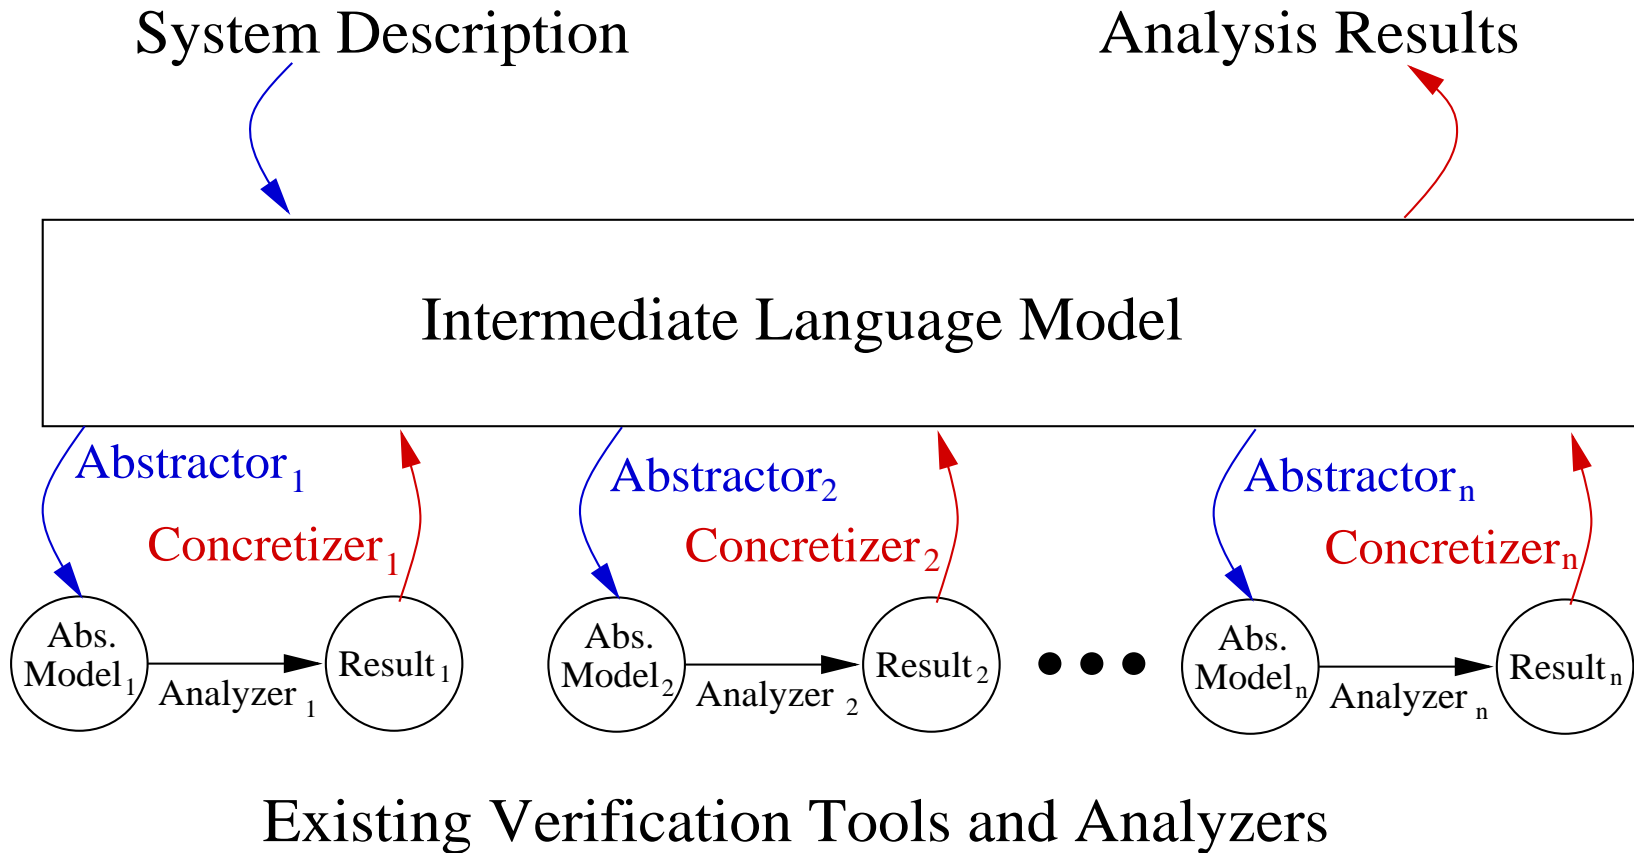 System Description
Analysis Results
Intermediate Language Model
Abstractor1
Abstractor2
Abstractorn
Concretizer1
Concretizer2
Concretizern
Abs.
Model1
Analyzer 1
Result1
Abs.
Model2
Analyzer 2
Result2
Abs.
Modeln
Analyzer n
Resultn
Existing Verification Tools and Analyzers